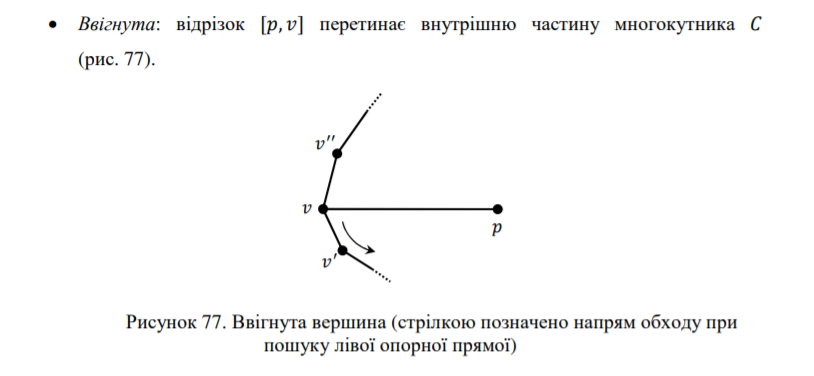 • Ввігнута: відрізок [p, v] перетинає внутрішню частину многокутника C
(рис. 77).
v′′
v
p
v′
Рисунок 77. Ввігнута вершина (стрілкою позначено напрям обходу при
пошуку лівої опорної прямої)